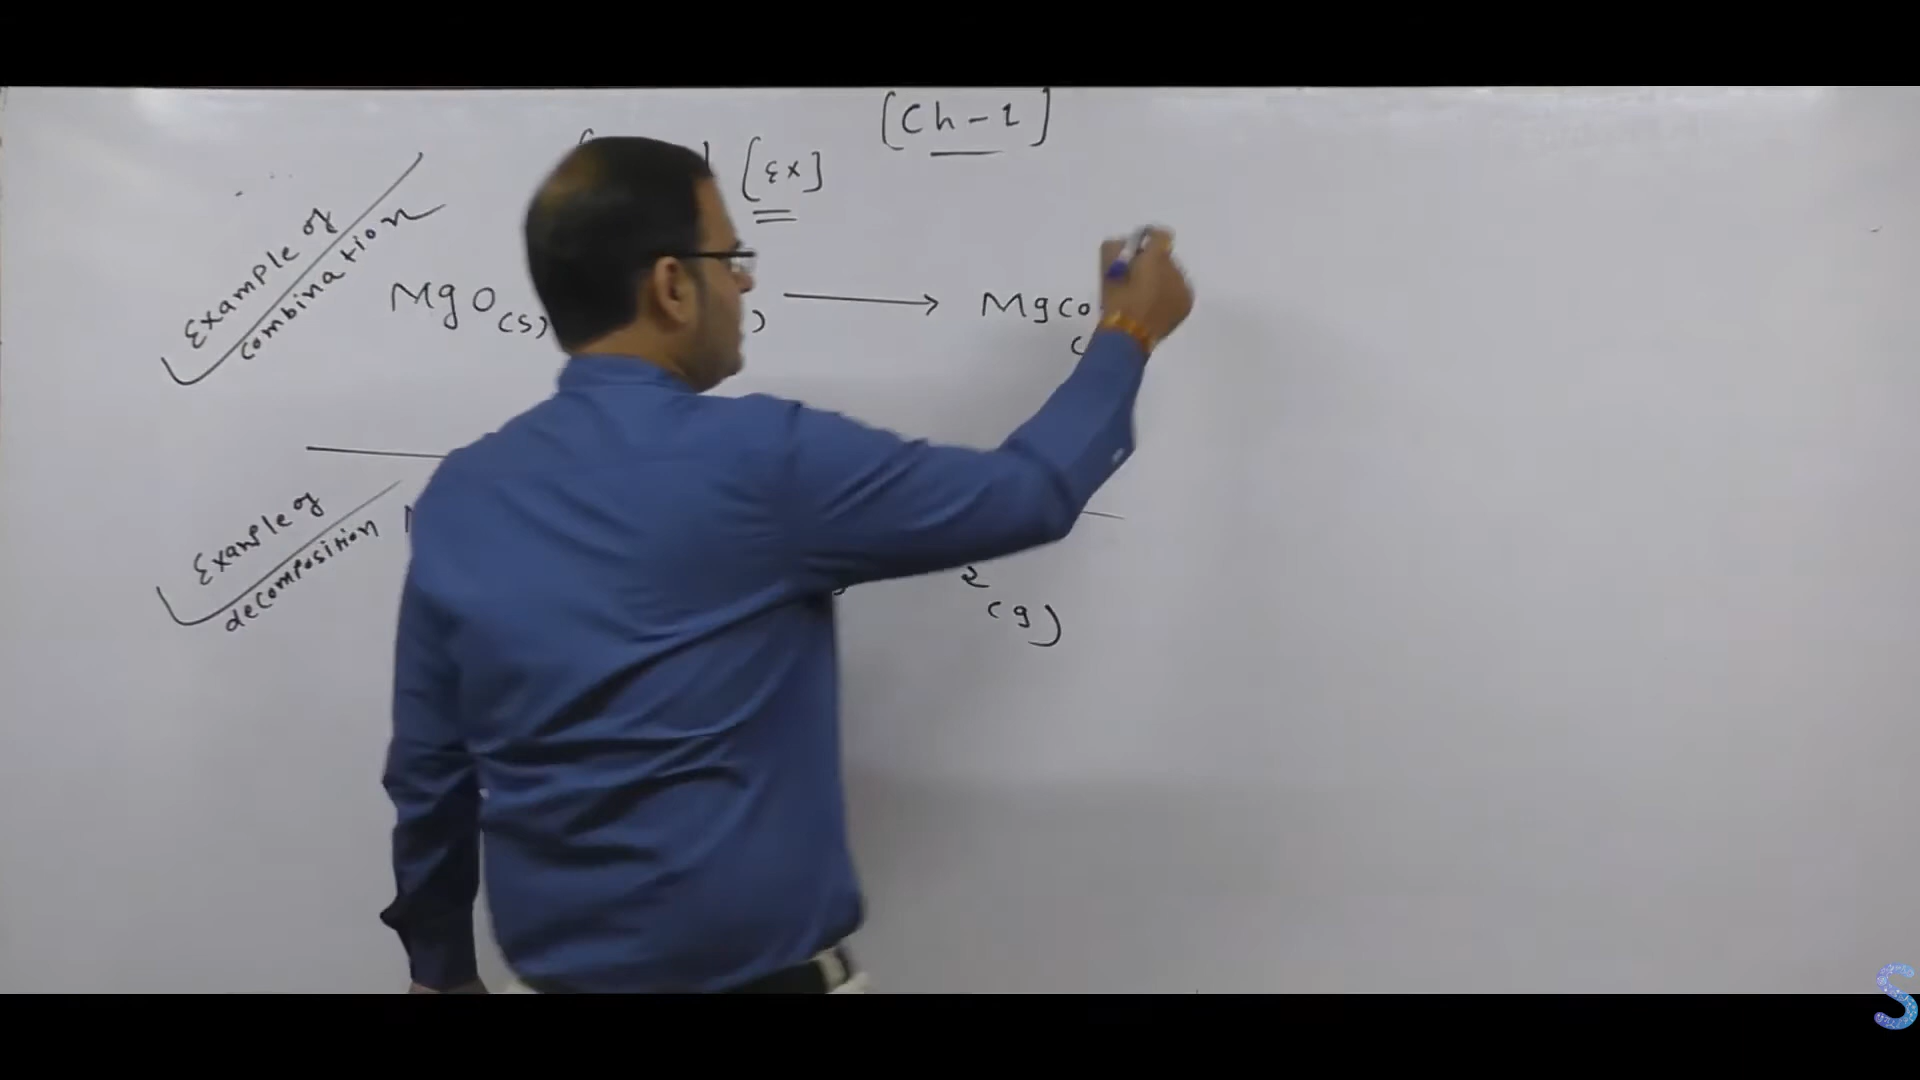 [Ch-1]
[Ex]
Example of
combination
MgO(s) ) → MgCO
Example of
decomposition
2
(g)
S